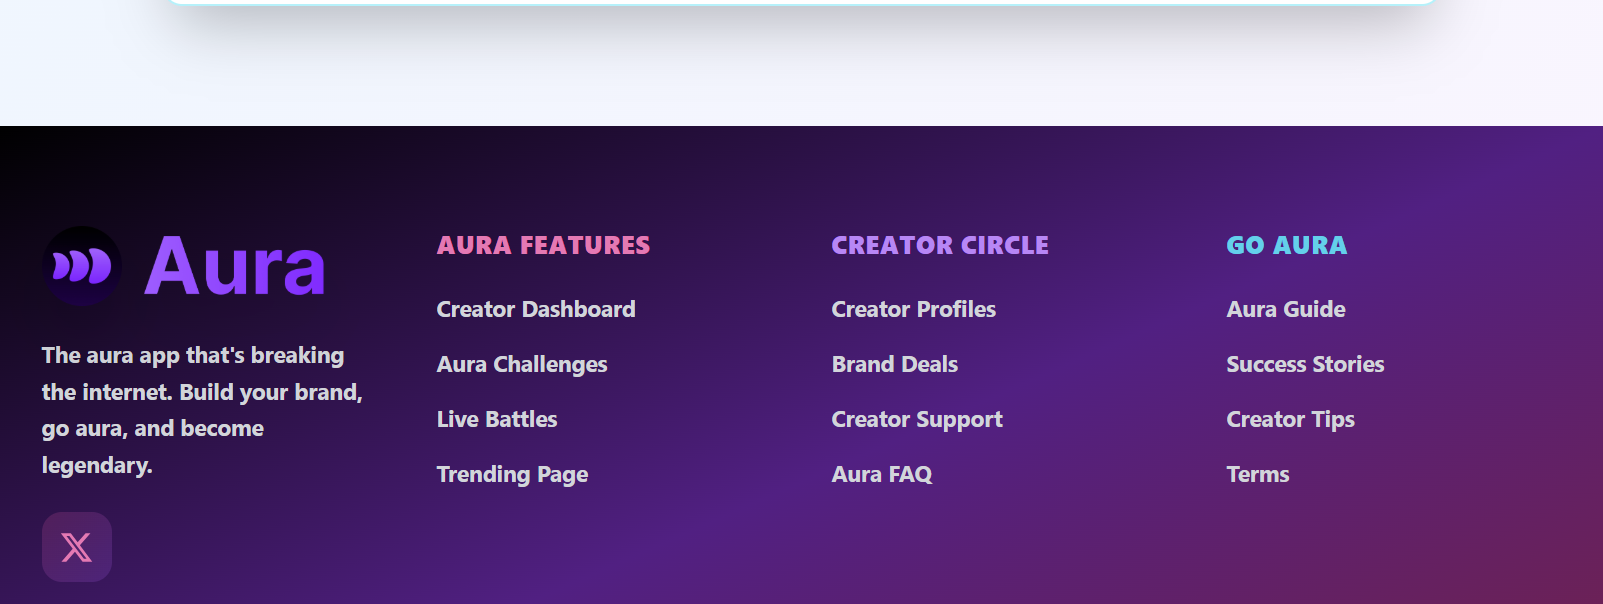 Aura
The aura app that's breaking
the internet. Build your brand,
go aura, and become
legendary.
AURA FEATURES
Creator Dashboard
Aura Challenges
Live Battles
Trending Page
CREATOR CIRCLE
Creator Profiles
Brand Deals
Creator Support
Aura FAQ
GO AURA
Aura Guide
Success Stories
Creator Tips
Terms